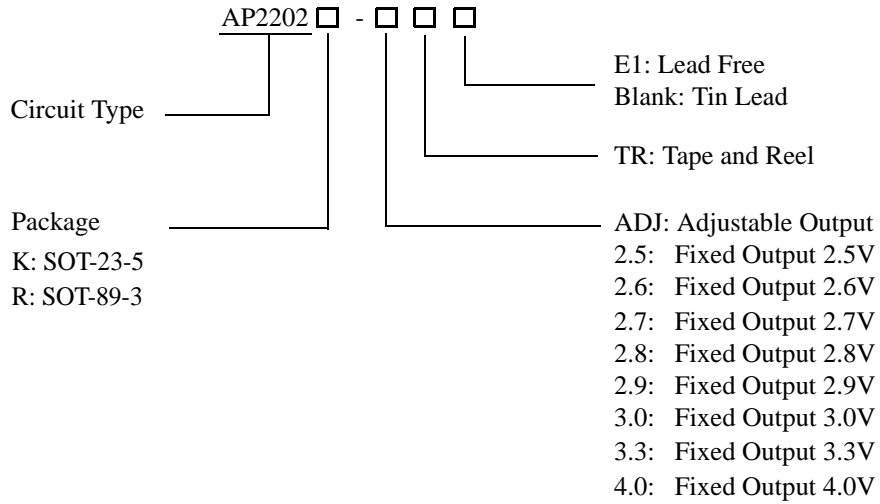 AP2202 -
E1: Lead Free
Blank: Tin Lead
Circuit Type
TR: Tape and Reel
Package
K: SOT-23-5
R: SOT-89-3
ADJ: Adjustable Output
2.5: Fixed Output 2.5V
2.6: Fixed Output 2.6V
2.7: Fixed Output 2.7V
2.8: Fixed Output 2.8V
2.9: Fixed Output 2.9V
3.0: Fixed Output 3.0V
3.3: Fixed Output 3.3V
4.0: Fixed Output 4.0V